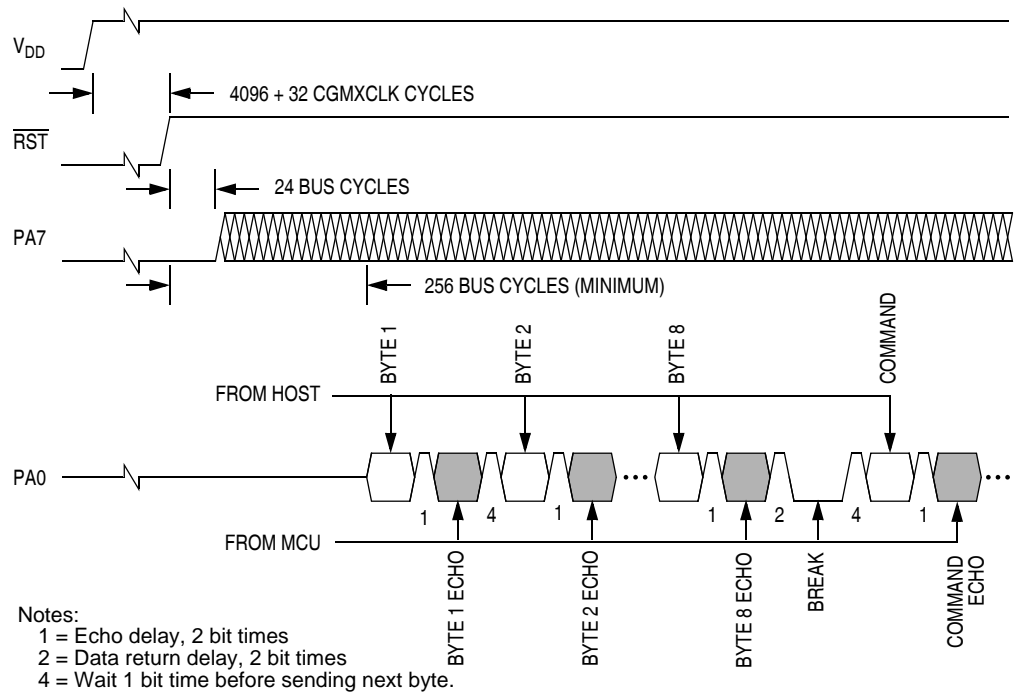 VDD
4096 + 32 CGMXCLK CYCLES
RST
24 BUS CYCLES
PA7
256 BUS CYCLES (MINIMUM)
BYTE 1
BYTE 2
BYTE 8
COMMAND
FROM HOST
PA0
1
4
1
1
2
4
1
FROM MCU
BYTE 1 ECHO
BYTE 2 ECHO
BYTE 8 ECHO
BREAK
COMMAND
ECHO
Notes:
1 = Echo delay, 2 bit times
2 = Data return delay, 2 bit times
4 = Wait 1 bit time before sending next byte.